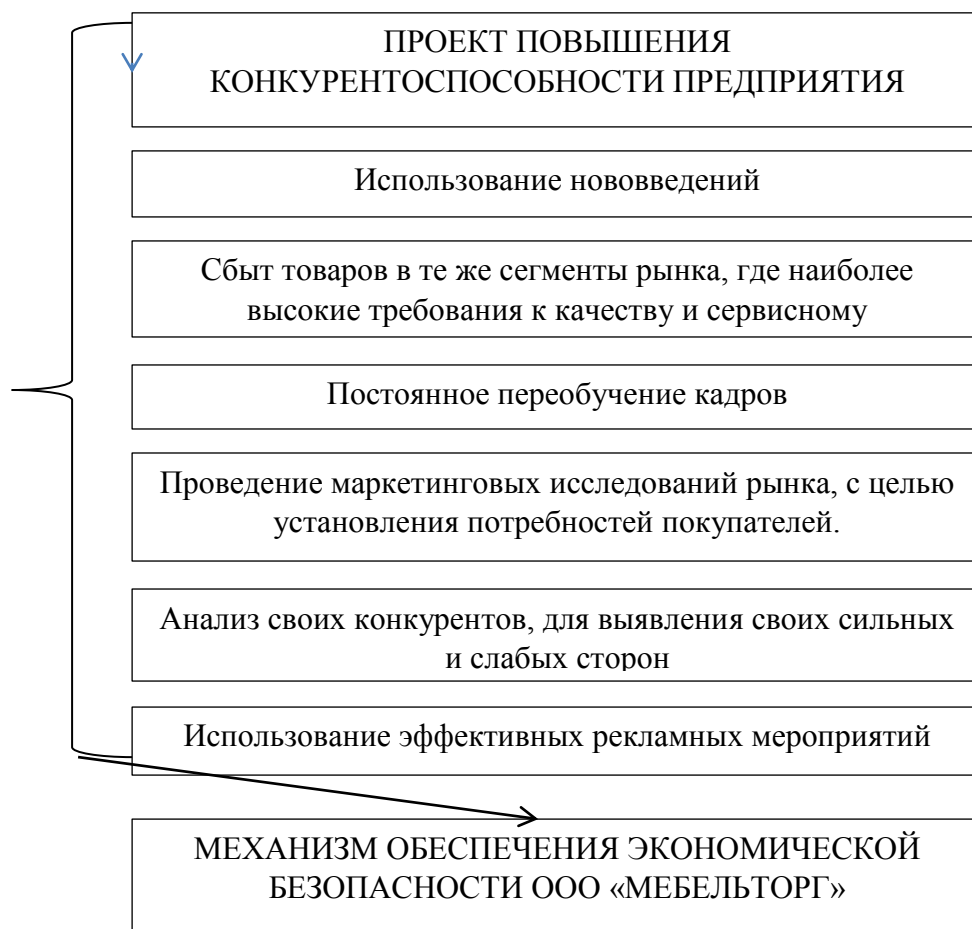 ПРОЕКТ ПОВЫШЕНИЯ
КОНКУРЕНТОСПОСОБНОСТИ ПРЕДПРИЯТИЯ
Использование нововведений
Сбыт товаров в те же сегменты рынка, где наиболее
высокие требования к качеству и сервисному
Постоянное переобучение кадров
Проведение маркетинговых исследований рынка, с целью
установления потребностей покупателей.
Анализ своих конкурентов, для выявления своих сильных
и слабых сторон
Использование эффективных рекламных мероприятий
МЕХАНИЗМ ОБЕСПЕЧЕНИЯ ЭКОНОМИЧЕСКОЙ
БЕЗОПАСНОСТИ ООО «МЕБЕЛЬТОРГ»